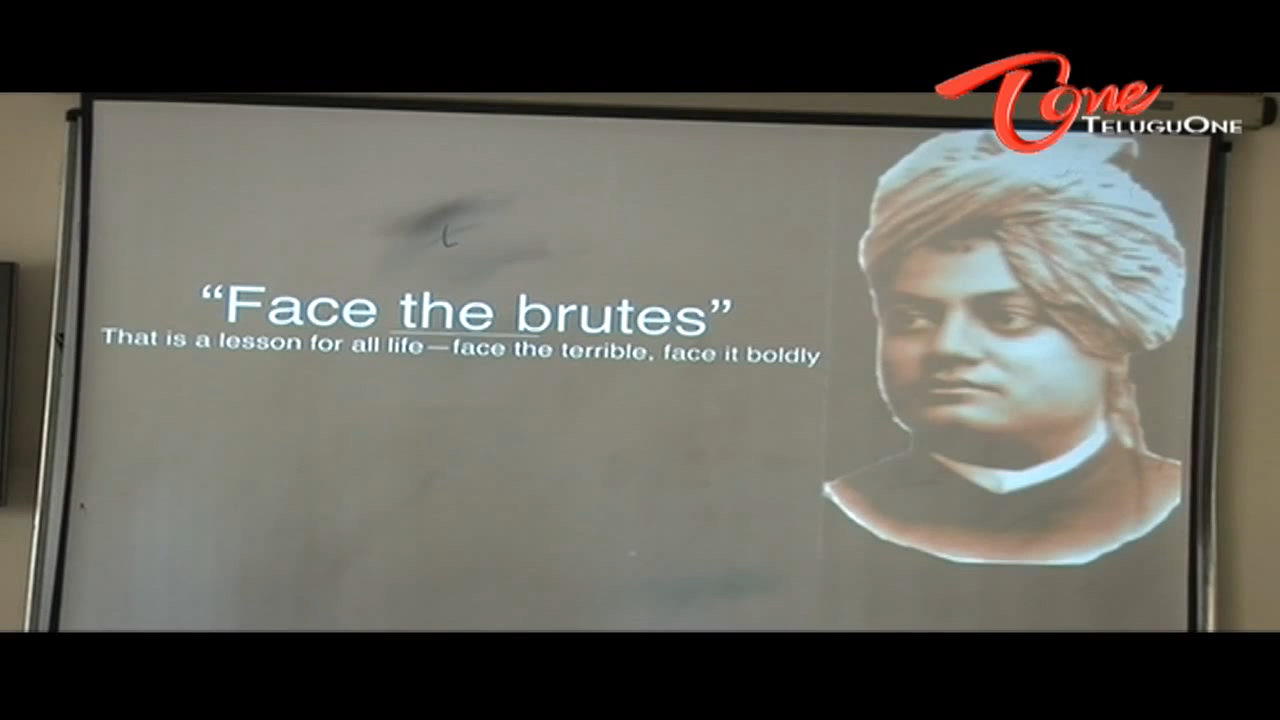 One
TELUGUONE
“Face the brutes”
That is a lesson for all life—face the terrible, face it boldly